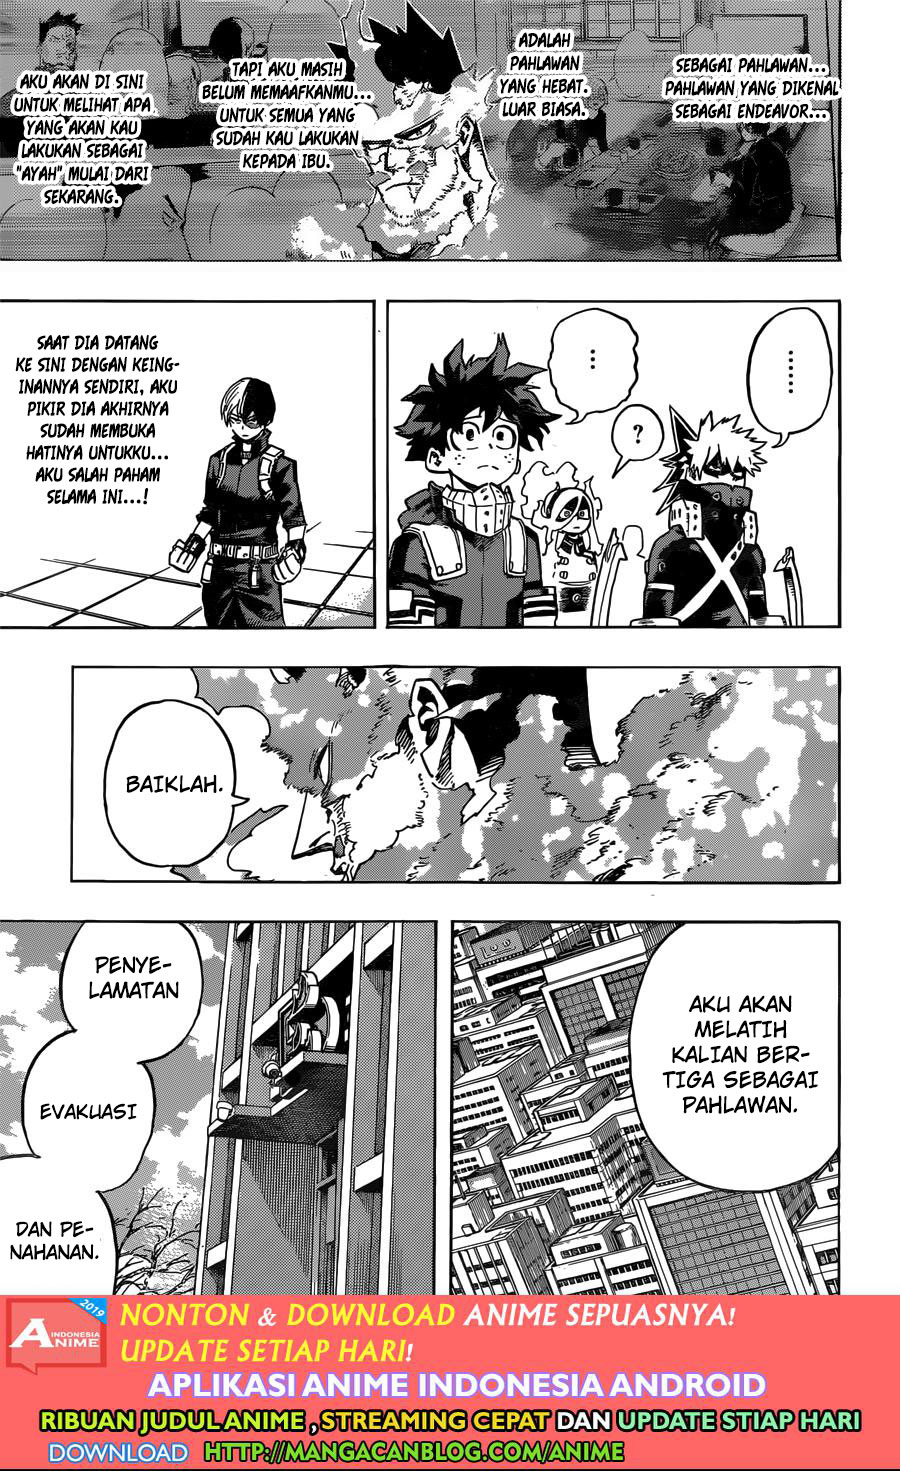 SEBAGAI PAHLAWAN...
PAHLAWAN YANG DIKENAL
SEBAGAI ENDEAVOR...
ADALAH
PAHLAWAN
YANG HEBAT.
LUAR BIASA.
TAPI AKU MASIH
BELUM MEMAAFKANMU...
UNTUK SEMUA YANG
SUDAH KAU LAKUKAN
KEPADA IBU.
AKU AKAN DI SINI
UNTUK MELIHAT APA
YANG AKAN KAU
LAKUKAN SEBAGAI
"AYAH" MULAI DARI
SEKARANG.
........
?
...
SAAT DIA DATANG
KE SINI DENGAN KEING-
INANNYA SENDIRI, AKU
PIKIR DIA AKHIRNYA
SUDAH MEMBUKA
HATINYA UNTUKKU...
AKU SALAH PAHAM
SELAMA INI...!
BAIKLAH.
AKU AKAN
MELATIH
KALIAN BER-
TIGA SEBAGAI
PAHLAWAN.
PENYE-
LAMATAN
EVAKUASI
DAN PE-
NAHANAN.
2019
INDONESIA
ANIME
NONTON & DOWNLOAD ANIME SEPUASNYA!
UPDATE SETIAP HARI!
APLIKASI ANIME INDONESIA ANDROID
RIBUAN JUDUL ANIME , STREAMING CEPAT DAN UPDATE STIAP HARI
DOWNLOAD HTTP://MANGACANBLOG.COM/ANIME